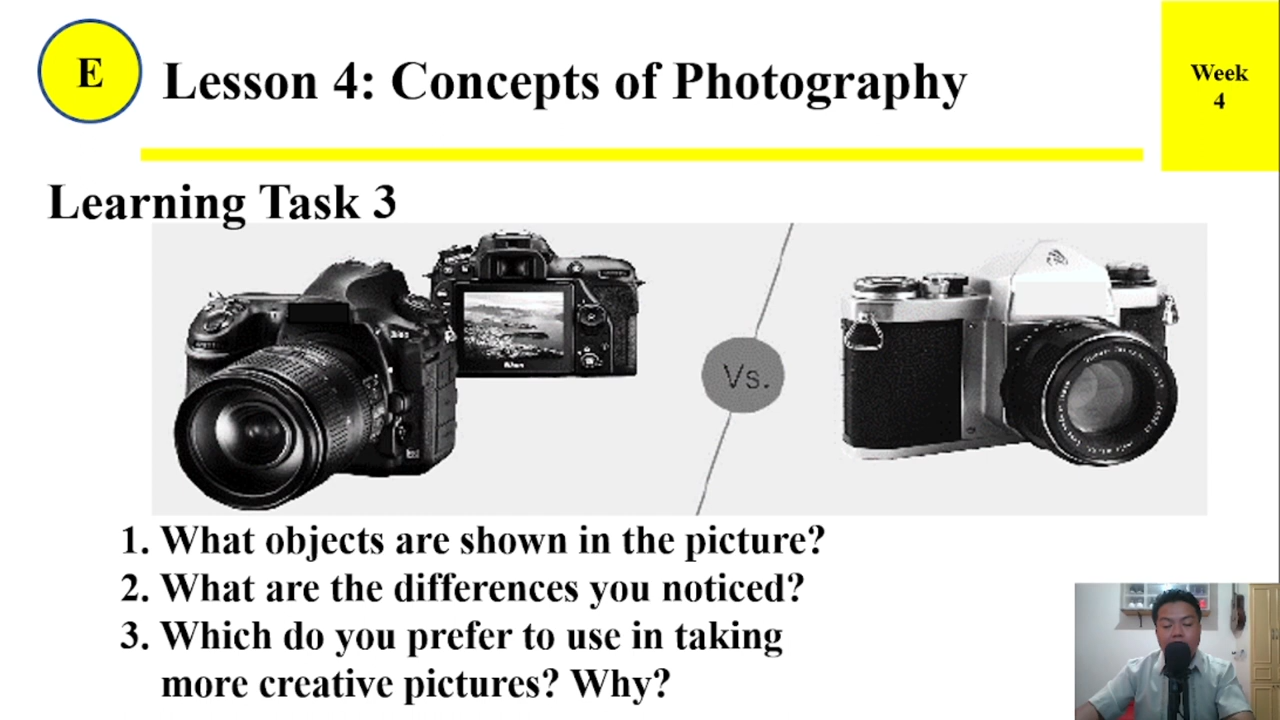 E
Lesson 4: Concepts of Photography
Week
4
Learning Task 3
Nikon
Vs.
1. What objects are shown in the picture?
2. What are the differences you noticed?
3. Which do you prefer to use in taking
more creative pictures? Why?